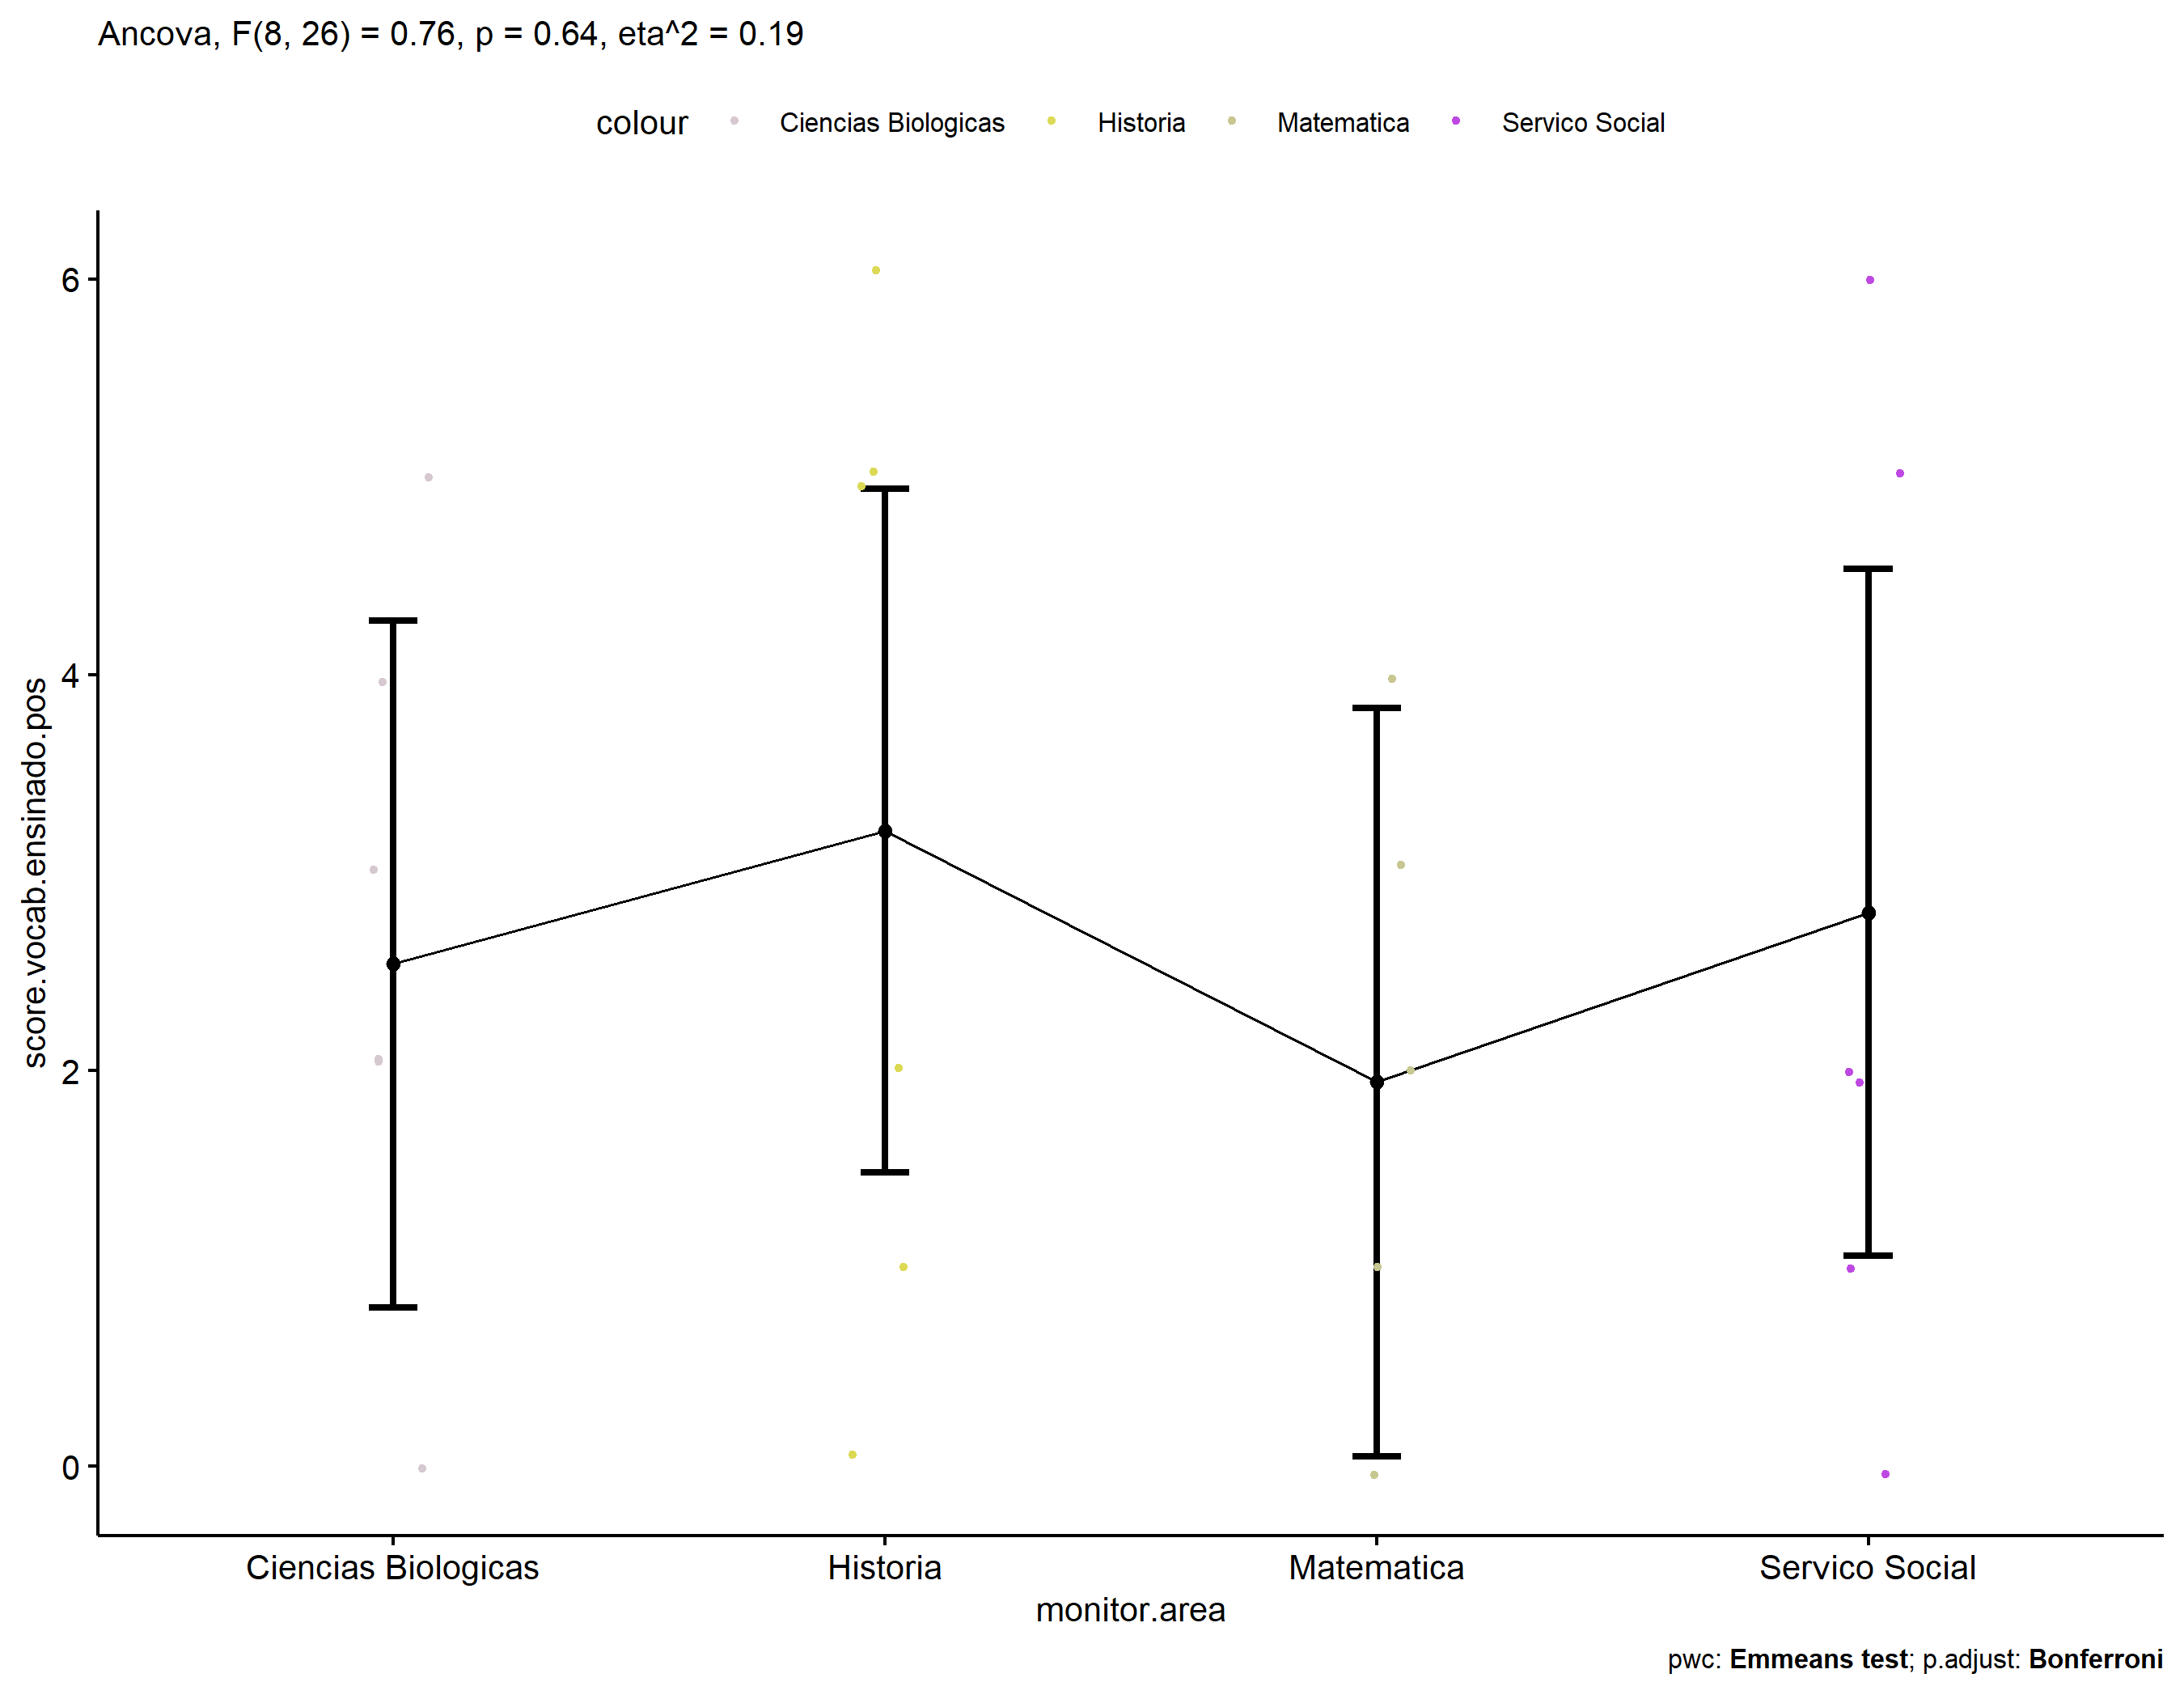 Ancova, F(8, 26) = 0.76, p = 0.64, eta^2 = 0.19
colour Ciencias Biologicas Historia Matematica Servico Social
score.vocab.ensinado.pos
6
4
2
0
Ciencias Biologicas Historia Matematica Servico Social
monitor.area
pwc: Emmeans test; p.adjust: Bonferroni